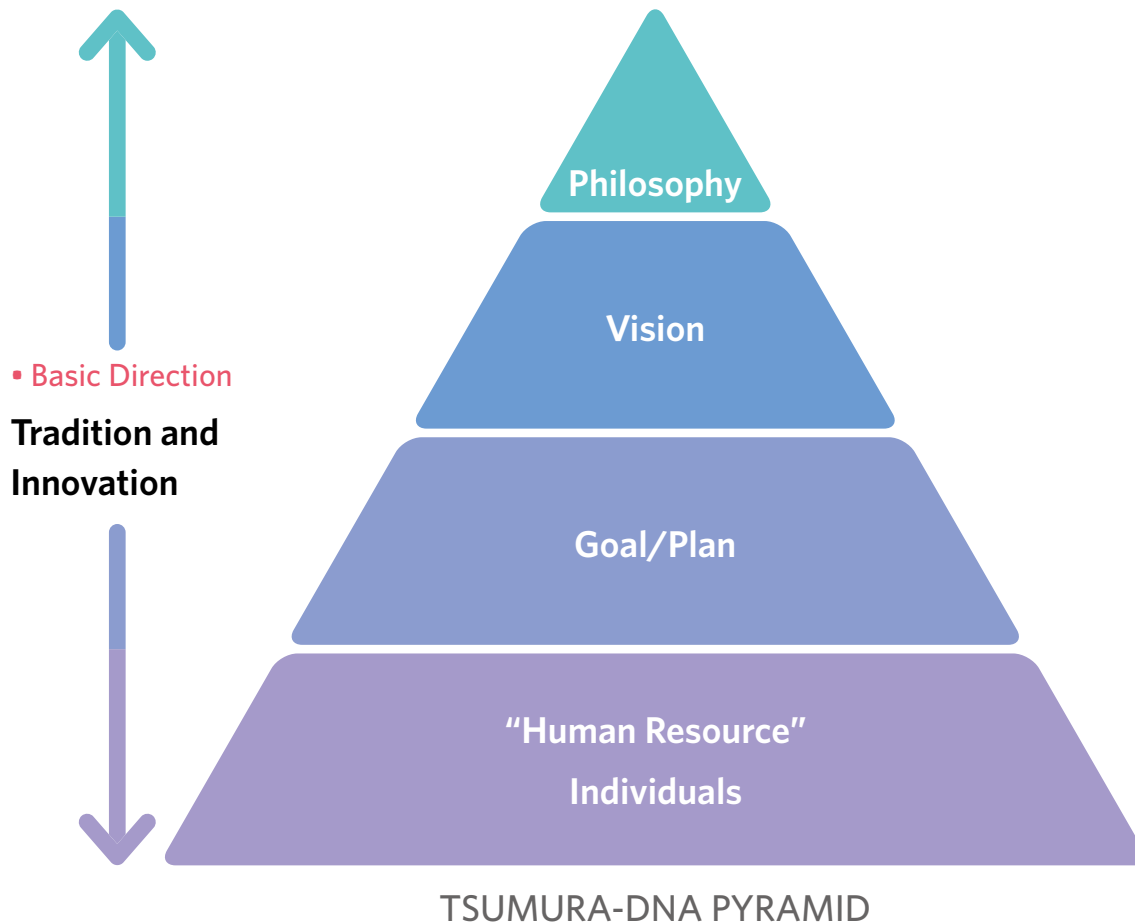 Philosophy
Vision
▪ Basic Direction
Tradition and
Innovation
Goal/Plan
“Human Resource”
Individuals
TSUMURA-DNA PYRAMID